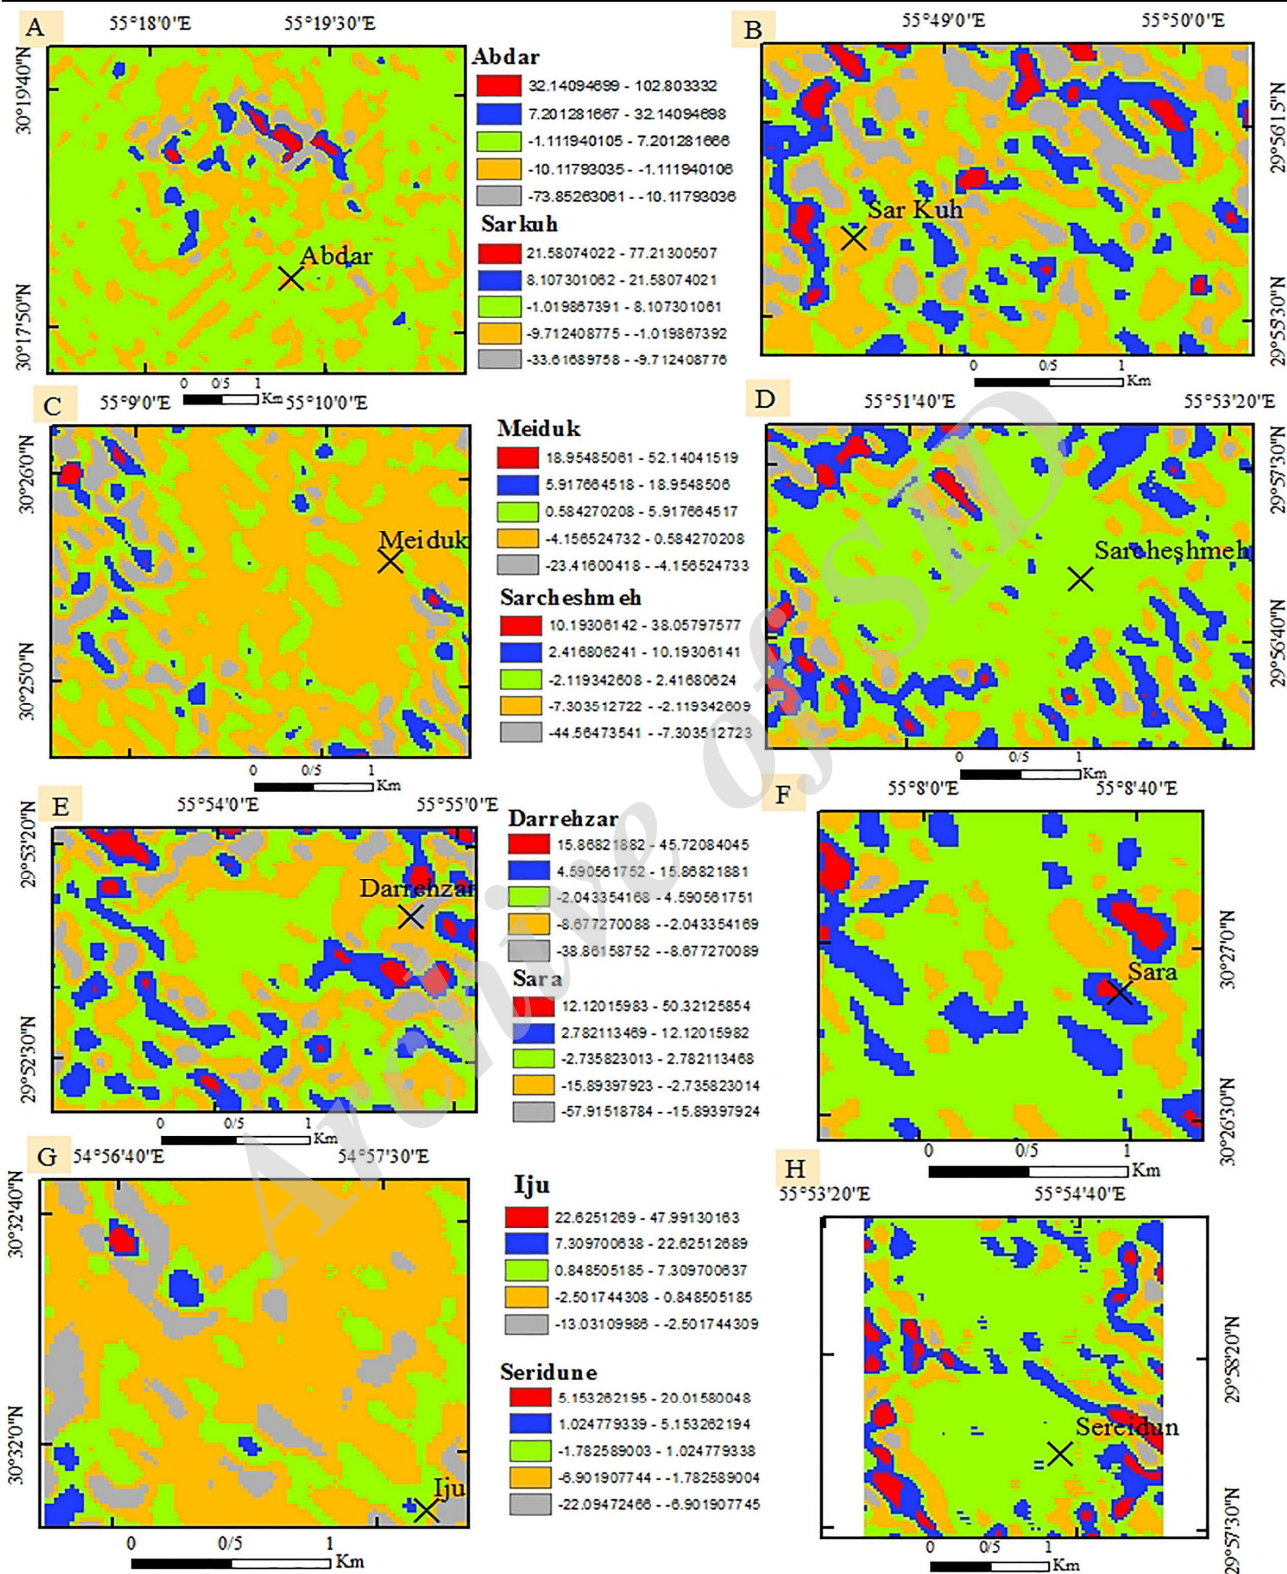 A
55°18'0"E
55°19'30"E
30°19'40"N
30°17'50"N
Abdar
0 0/5 1 Km
Abdar
32.14094699 - 102.803332
7.201281667 - 32.14094698
-1.111940105 - 7.201281666
-10.11793035 - -1.111940106
-73.85263061 - -10.11793036
Sarkuh
21.58074022 - 77.21300507
8.107301062 - 21.58074021
-1.019867391 - 8.107301061
-9.712408775 - -1.019867392
-33.61689758 - -9.712408776
B
55°49'0"E
55°50'0"E
29°56'15"N
29°55'30"N
Sar Kuh
0 0/5 1
Km
C
55°9'0"E
55°10'0"E
30°26'0"N
30°25'0"N
Meiduk
0 0/5 1
Km
Meiduk
18.95485061 - 52.14041519
5.917664518 - 18.9548506
0.584270208 - 5.917664517
-4.156524732 - 0.584270208
-23.41600418 - -4.156524733
Sarcheshmeh
10.19306142 - 38.05797577
2.416806241 - 10.19306141
-2.119342608 - 2.41680624
-7.303512722 - -2.119342609
-44.56473541 - -7.303512723
D
55°51'40"E
55°53'20"E
29°57'30"N
29°56'40"N
Sarcheshmeh
0 0/5 1
Km
E
55°54'0"E
55°55'0"E
29°53'20"N
29°52'30"N
Darrehzar
0 0/5 1
Km
Darrehzar
15.86821882 - 45.72084045
4.590561752 - 15.86821881
-2.043354168 - 4.590561751
-8.677270088 - -2.043354169
-38.86158752 - -8.677270089
Sara
12.12015983 - 50.32125854
2.782113469 - 12.12015982
-2.735823013 - 2.782113468
-15.89397923 - -2.735823014
-57.91518784 - -15.89397924
F
55°8'0"E
55°8'40"E
30°27'0"N
30°26'30"N
Sara
0 0/5 1
Km
G
54°56'40"E
54°57'30"E
30°32'40"N
30°32'0"N
Iju
0 0/5 1
Km
Iju
22.6251269 - 47.99130163
7.309700638 - 22.62512689
0.848505185 - 7.309700637
-2.501744308 - 0.848505185
-13.03109986 - -2.501744309
Seridune
5.153262195 - 20.01580048
1.024779339 - 5.153262194
-1.782589003 - 1.024779338
-6.901907744 - -1.782589004
-22.09472466 - -6.901907745
H
55°53'20"E
55°54'40"E
29°58'20"N
29°57'30"N
Sereidun
0 0/5 1
Km
Archive of SID